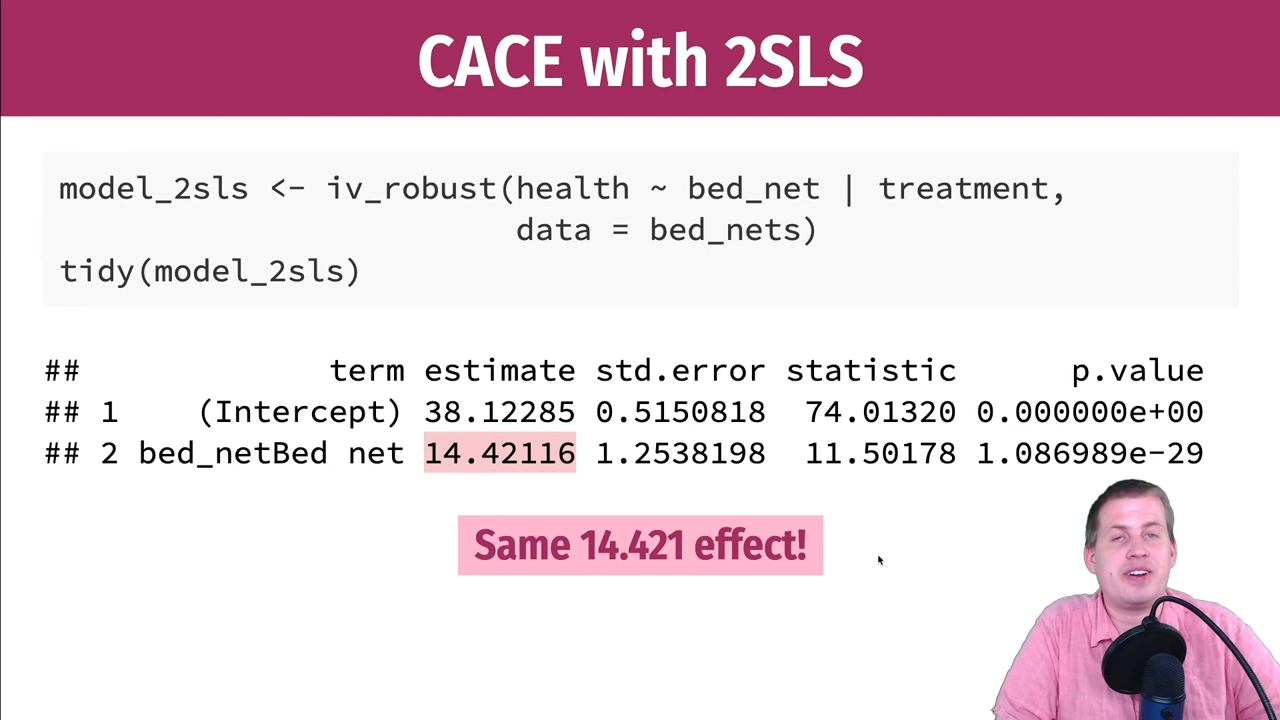 CACE with 2SLS
model_2sls <- iv_robust(health ~ bed_net | treatment,
data = bed_nets)
tidy(model_2sls)
## term estimate std.error statistic p.value
## 1 (Intercept) 38.12285 0.5150818 74.01320 0.000000e+00
## 2 bed_netBed net 14.42116 1.2538198 11.50178 1.086989e-29
Same 14.421 effect!